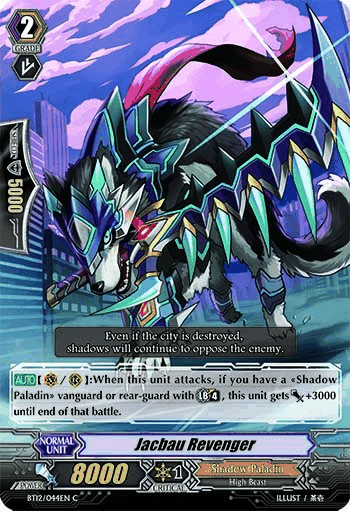 2
GRADE
SHIELD
5000
Even if the city is destroyed,
shadows will continue to oppose the enemy.
AUTO [ / ]:When this unit attacks, if you have a «Shadow
Paladin» vanguard or rear-guard with LB 4, this unit gets +3000
until end of that battle.
NORMAL
UNIT
Jacbau Revenger
POWER
8000
1
CRITICAL
Shadow Paladin
High Beast
BT12/044EN C
ILLUST / 茶壱